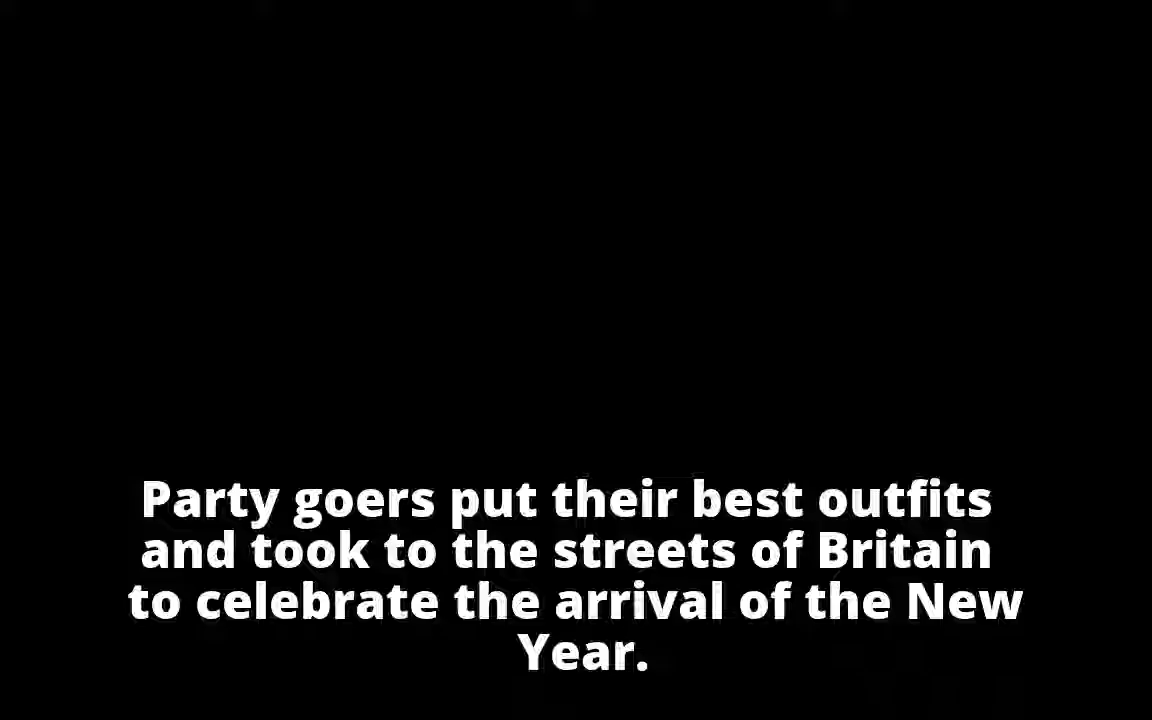 Party goers put their best outfits
and took to the streets of Britain
to celebrate the arrival of the New
Year.